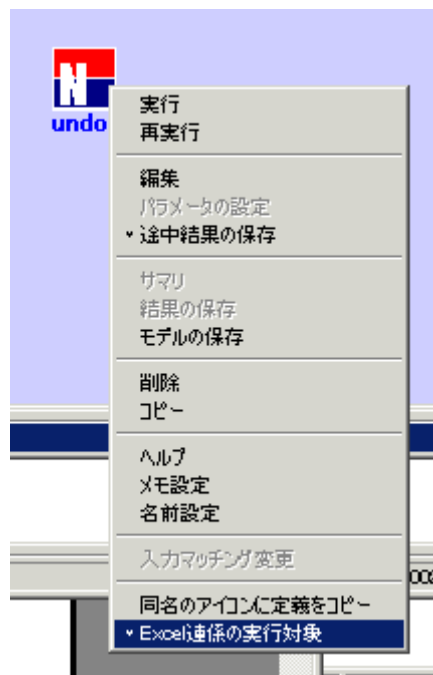 N
undo
実行
再実行
編集
パラメータの設定
途中結果の保存
サマリ
結果の保存
モデルの保存
削除
コピー
ヘルプ
メモ設定
名前設定
入力マッチング変更
同名のアイコンに定義をコピー
Excel連係の実行対象